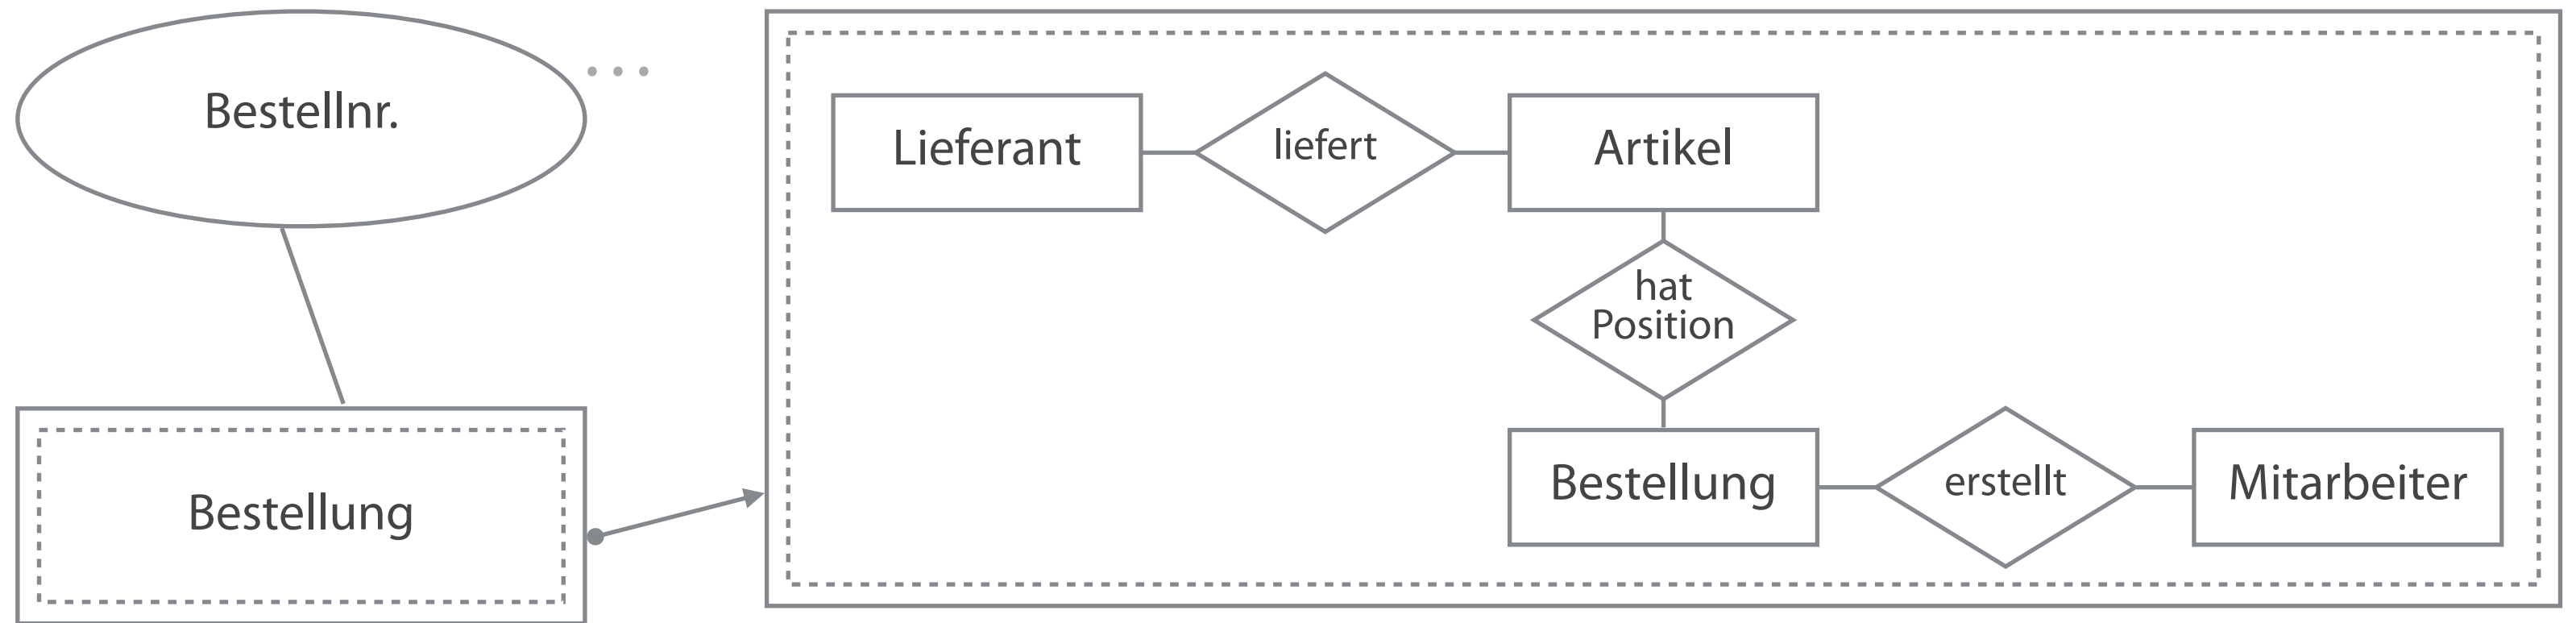 Bestellnr.
Bestellung
Lieferant
liefert
Artikel
hat
Position
Bestellung
erstellt
Mitarbeiter